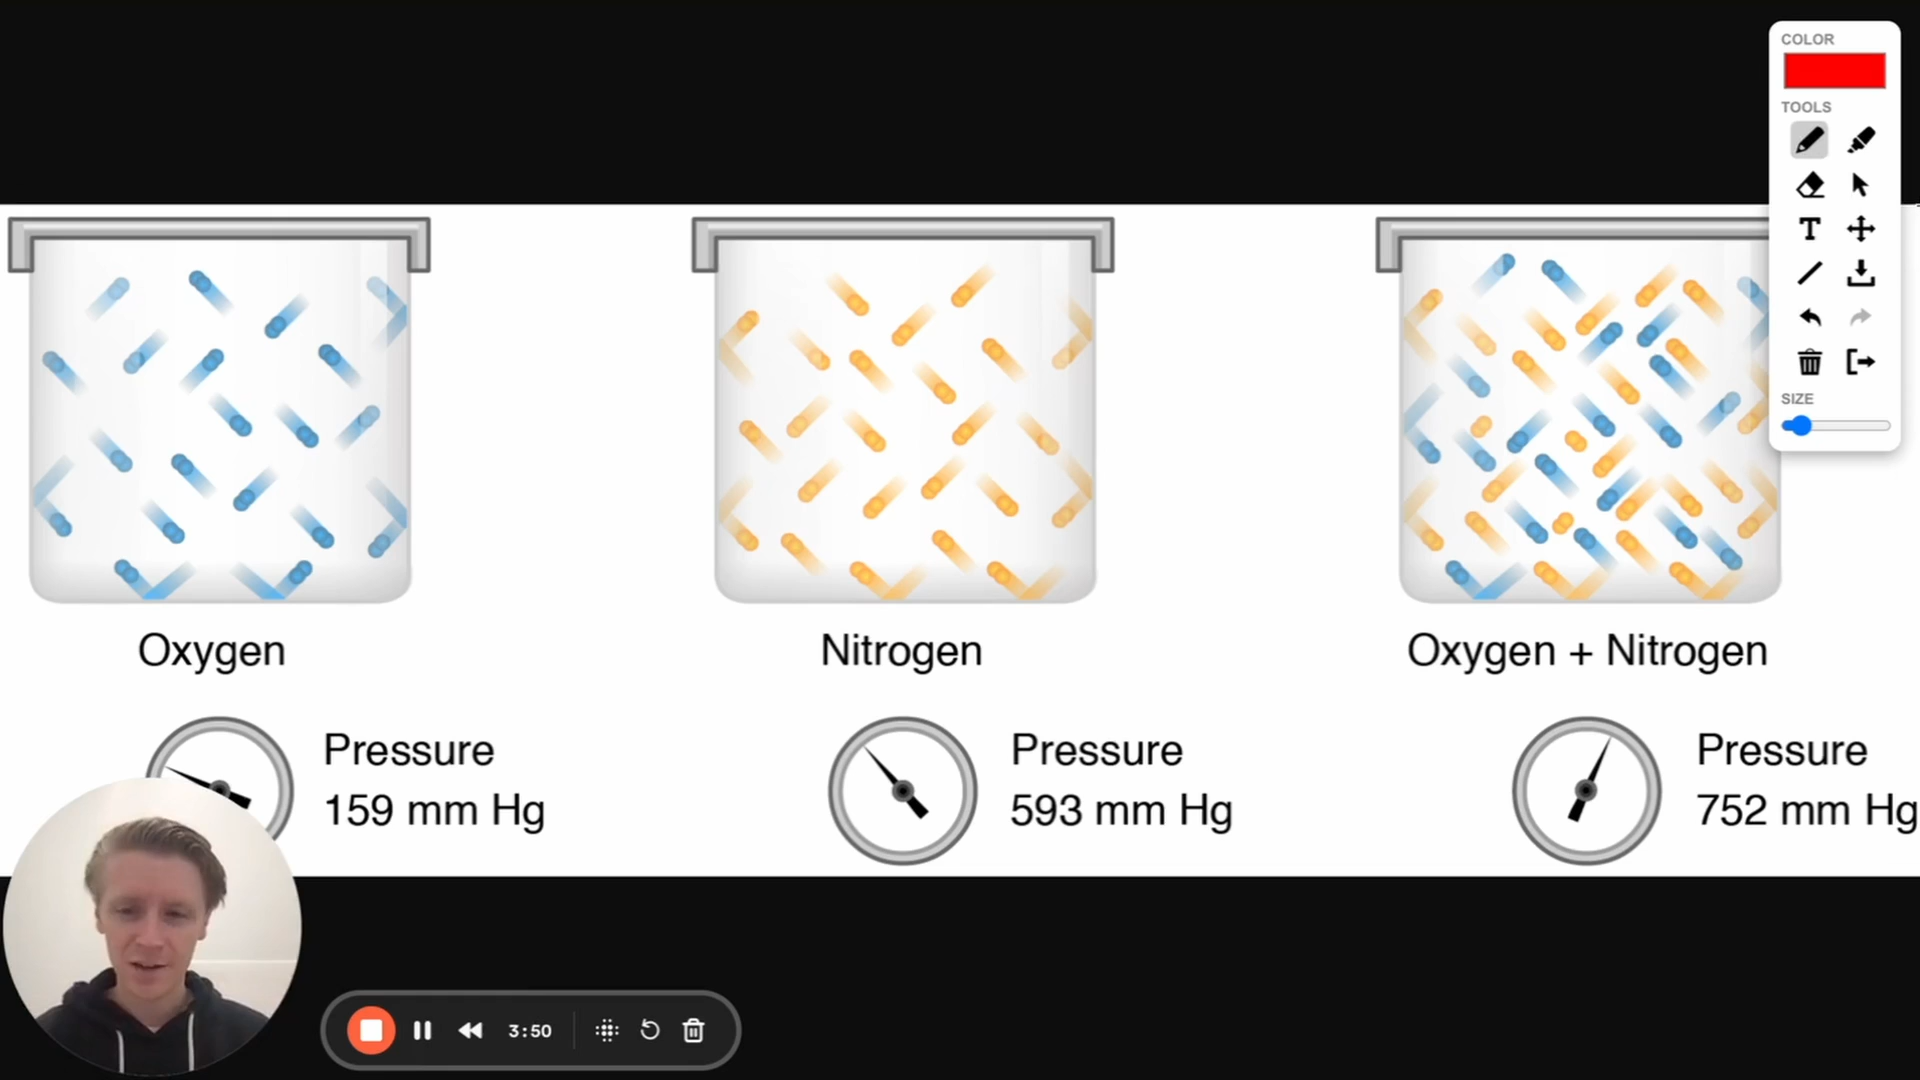 COLOR
TOOLS
SIZE
Oxygen
Nitrogen
Oxygen + Nitrogen
Pressure
159 mm Hg
Pressure
593 mm Hg
Pressure
752 mm Hg
3:50